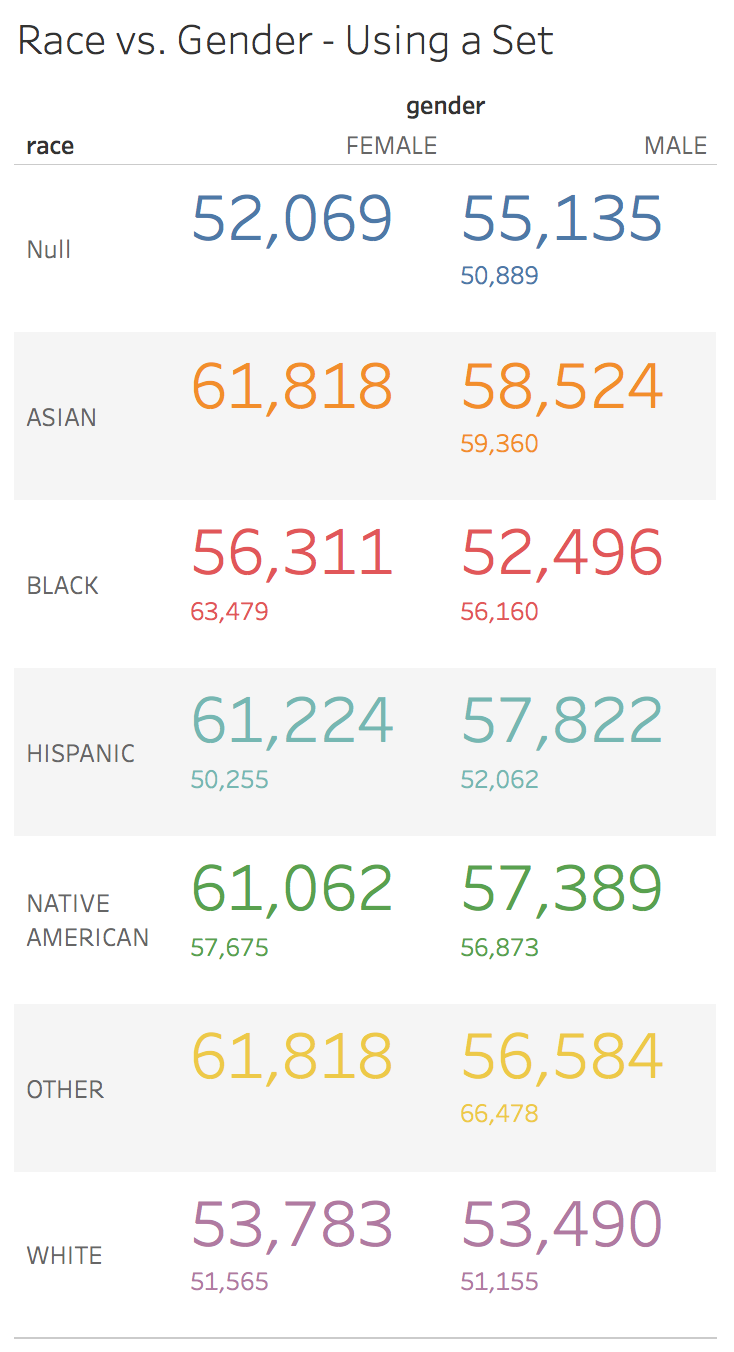 Race vs. Gender - Using a Set
gender
race FEMALE MALE
Null 52,069 55,135
50,889
ASIAN 61,818 58,524
59,360
BLACK 56,311 52,496
63,479 56,160
HISPANIC 61,224 57,822
50,255 52,062
NATIVE AMERICAN 61,062 57,389
57,675 56,873
OTHER 61,818 56,584
66,478
WHITE 53,783 53,490
51,565 51,155